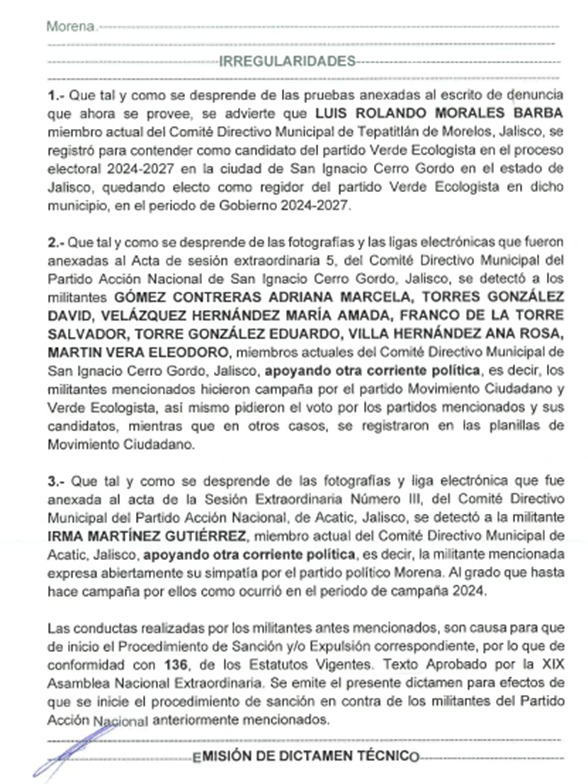 Morena.
IRREGULARIDADES
1.- Que tal y como se desprende de las pruebas anexadas al escrito de denuncia
que ahora se provee, se advierte que LUIS ROLANDO MORALES BARBA
miembro actual del Comité Directivo Municipal de Tepatitlán de Morelos, Jalisco, se
registró para contender como candidato del partido Verde Ecologista en el proceso
electoral 2024-2027 en la ciudad de San Ignacio Cerro Gordo en el estado de
Jalisco, quedando electo como regidor del partido Verde Ecologista en dicho
municipio, en el periodo de Gobierno 2024-2027.
2.- Que tal y como se desprende de las fotografías y las ligas electrónicas que fueron
anexadas al Acta de sesión extraordinaria 5, del Comité Directivo Municipal del
Partido Acción Nacional de San Ignacio Cerro Gordo, Jalisco, se detectó a los
militantes GÓMEZ CONTRERAS ADRIANA MARCELA, TORRES GONZÁLEZ
DAVID, VELÁZQUEZ HERNÁNDEZ MARÍA AMADA, FRANCO DE LA TORRE
SALVADOR, TORRE GONZÁLEZ EDUARDO, VILLA HERNÁNDEZ ANA ROSA,
MARTIN VERA ELEODORO, miembros actuales del Comité Directivo Municipal de
San Ignacio Cerro Gordo, Jalisco, apoyando otra corriente política, es decir, los
militantes mencionados hicieron campaña por el partido Movimiento Ciudadano y
Verde Ecologista, así mismo pidieron el voto por los partidos mencionados y sus
candidatos, mientras que en otros casos, se registraron en las planillas de
Movimiento Ciudadano.
3.- Que tal y como se desprende de las fotografías y liga electrónica que fue
anexada al acta de la Sesión Extraordinaria Número III, del Comité Directivo
Municipal del Partido Acción Nacional, de Acatic, Jalisco, se detectó a la militante
IRMA MARTÍNEZ GUTIÉRREZ, miembro actual del Comité Directivo Municipal de
Acatic, Jalisco, apoyando otra corriente política, es decir, la militante mencionada
expresa abiertamente su simpatía por el partido político Morena. Al grado que hasta
hace campaña por ellos como ocurrió en el periodo de campaña 2024.
Las conductas realizadas por los militantes antes mencionados, son causa para que
de inicio el Procedimiento de Sanción y/o Expulsión correspondiente, por lo que de
conformidad con 136, de los Estatutos Vigentes. Texto Aprobado por la XIX
Asamblea Nacional Extraordinaria. Se emite el presente dictamen para efectos de
que se inicie el procedimiento de sanción en contra de los militantes del Partido
Acción Nacional anteriormente mencionados.
EMISIÓN DE DICTAMEN TÉCNICO